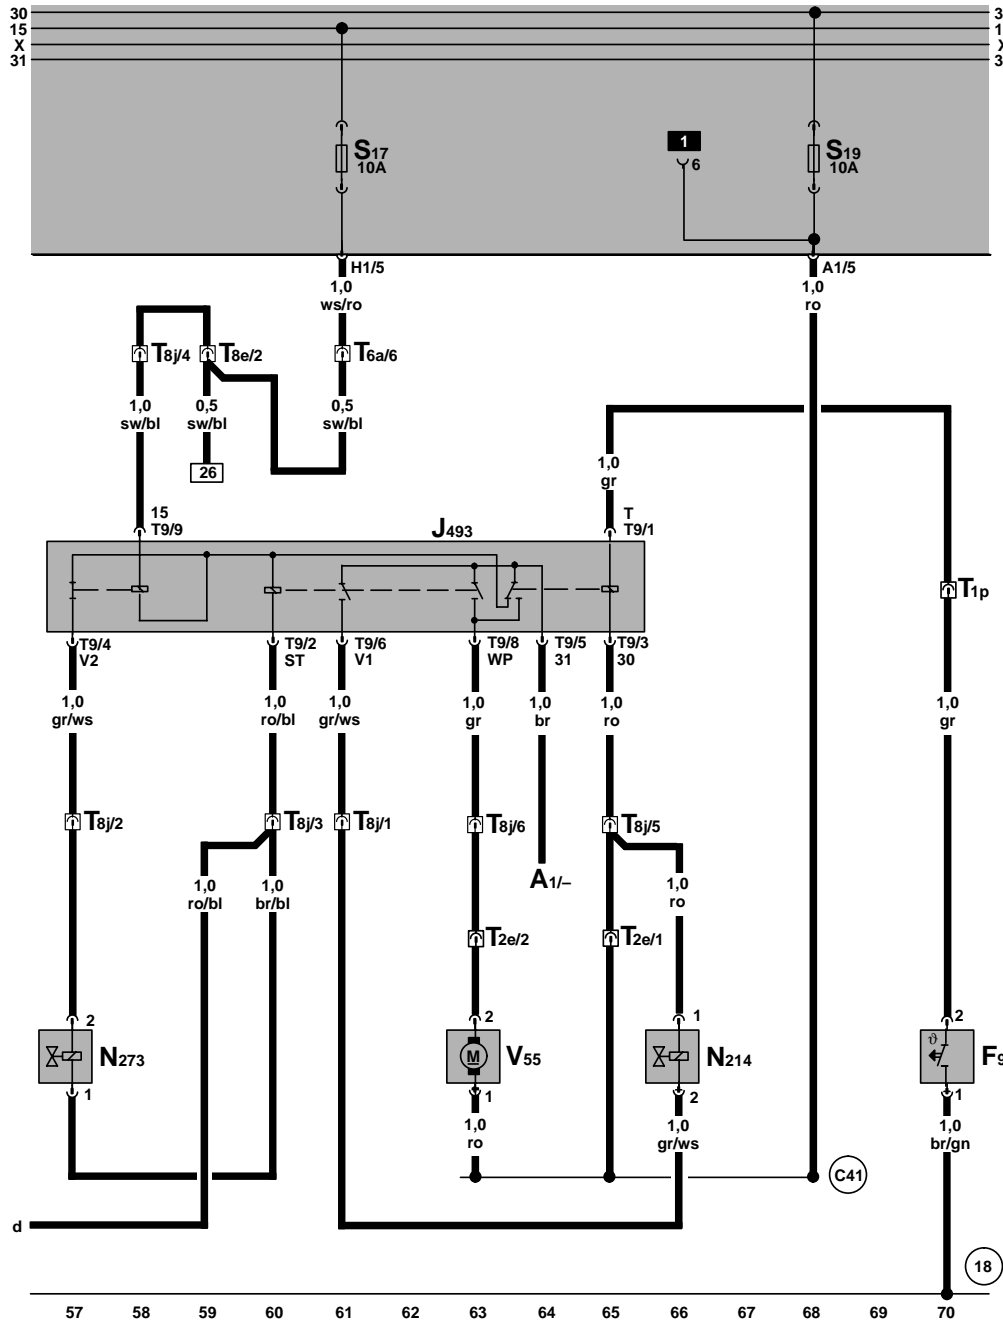 30 3
15 1
X X
31 3
S17 10A
1
6
S19 10A
H1/5 A1/5
1,0 ws/ro
1,0 ro
T8j/4 T8e/2 T6a/6
1,0 sw/bl
0,5 sw/bl
0,5 sw/bl
26
1,0 gr
15 T9/9
J493
T T9/1
T1p
T9/4 V2
T9/2 ST
T9/6 V1
T9/8 WP
T9/5 31
T9/3 30
1,0 gr/ws
1,0 ro/bl
1,0 gr/ws
1,0 gr
1,0 br
1,0 ro
1,0 gr
T8j/2 T8j/3 T8j/1 T8j/6 T8j/5
1,0 ro/bl
1,0 br/bl
A1/–
1,0 ro
T2e/2 T2e/1
2 2 1 2
N273 M V55 N214 ϑ F9
1 1 2 1
1,0 ro
1,0 gr/ws
1,0 br/gn
C41
d
18
57 58 59 60 61 62 63 64 65 66 67 68 69 70